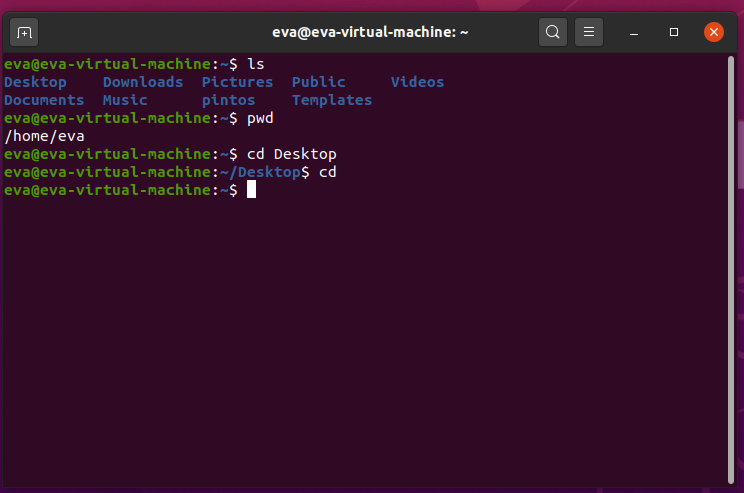 eva@eva-virtual-machine: ~
eva@eva-virtual-machine:~$ ls
Desktop Downloads Pictures Public Videos
Documents Music pintos Templates
eva@eva-virtual-machine:~$ pwd
/home/eva
eva@eva-virtual-machine:~$ cd Desktop
eva@eva-virtual-machine:~/Desktop$ cd
eva@eva-virtual-machine:~$